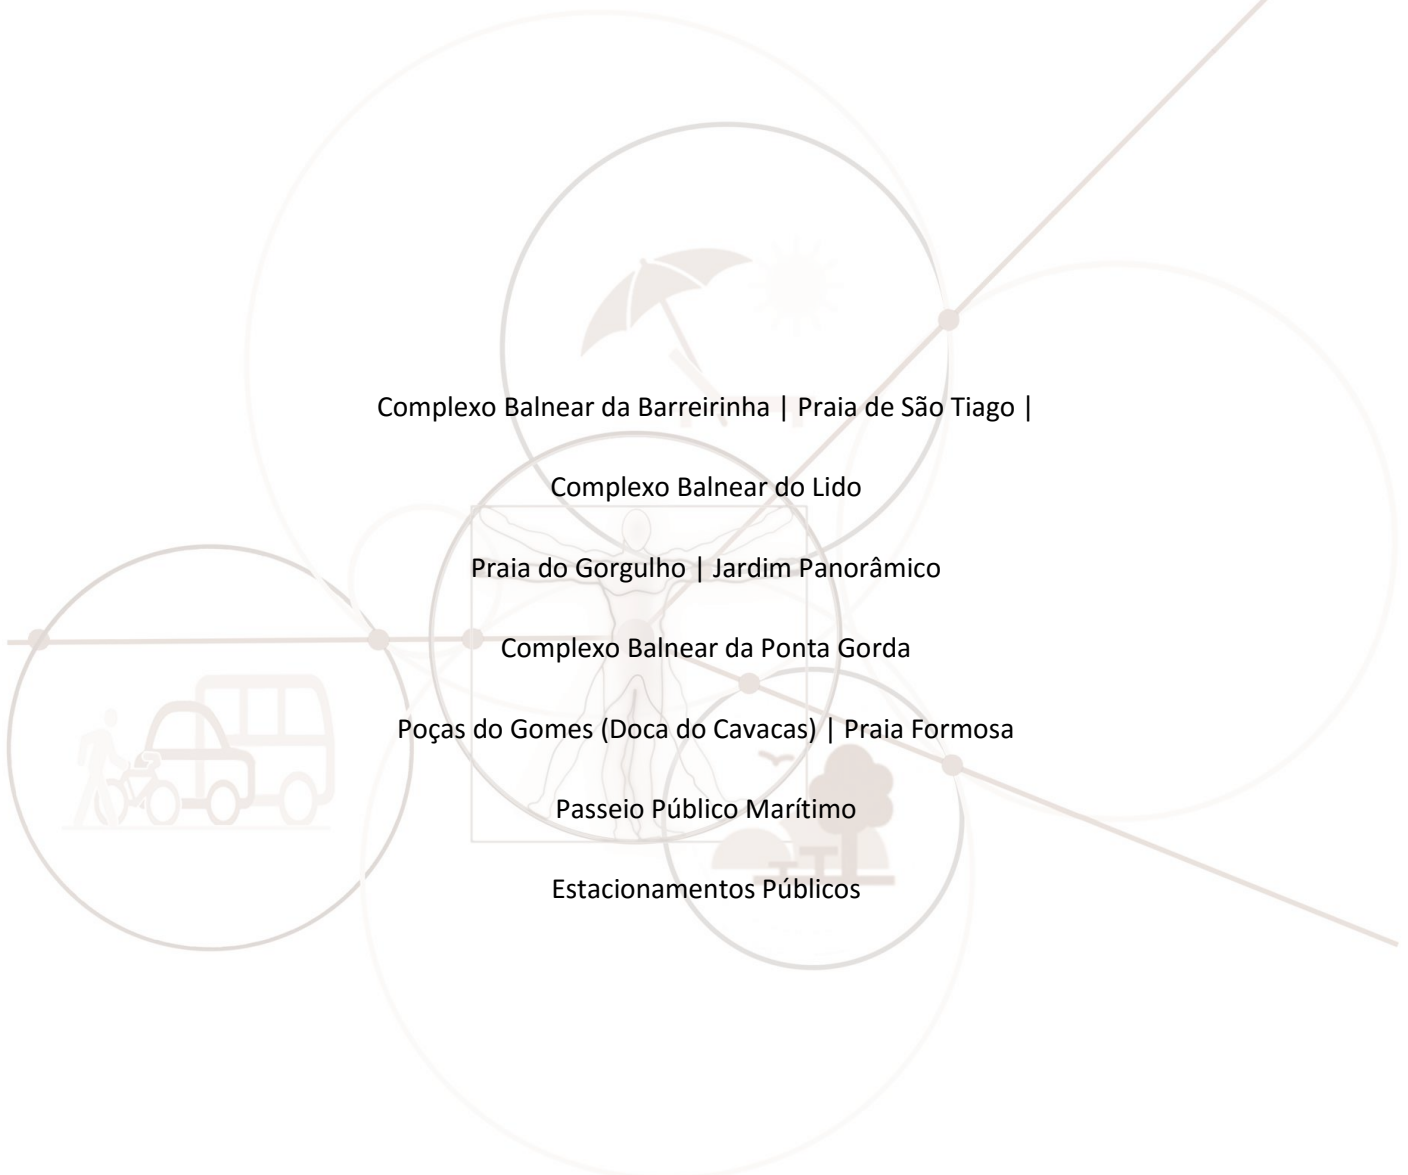 Complexo Balnear da Barreirinha | Praia de São Tiago |
Complexo Balnear do Lido
Praia do Gorgulho | Jardim Panorâmico
Complexo Balnear da Ponta Gorda
Poças do Gomes (Doca do Cavacas) | Praia Formosa
Passeio Público Marítimo
Estacionamentos Públicos